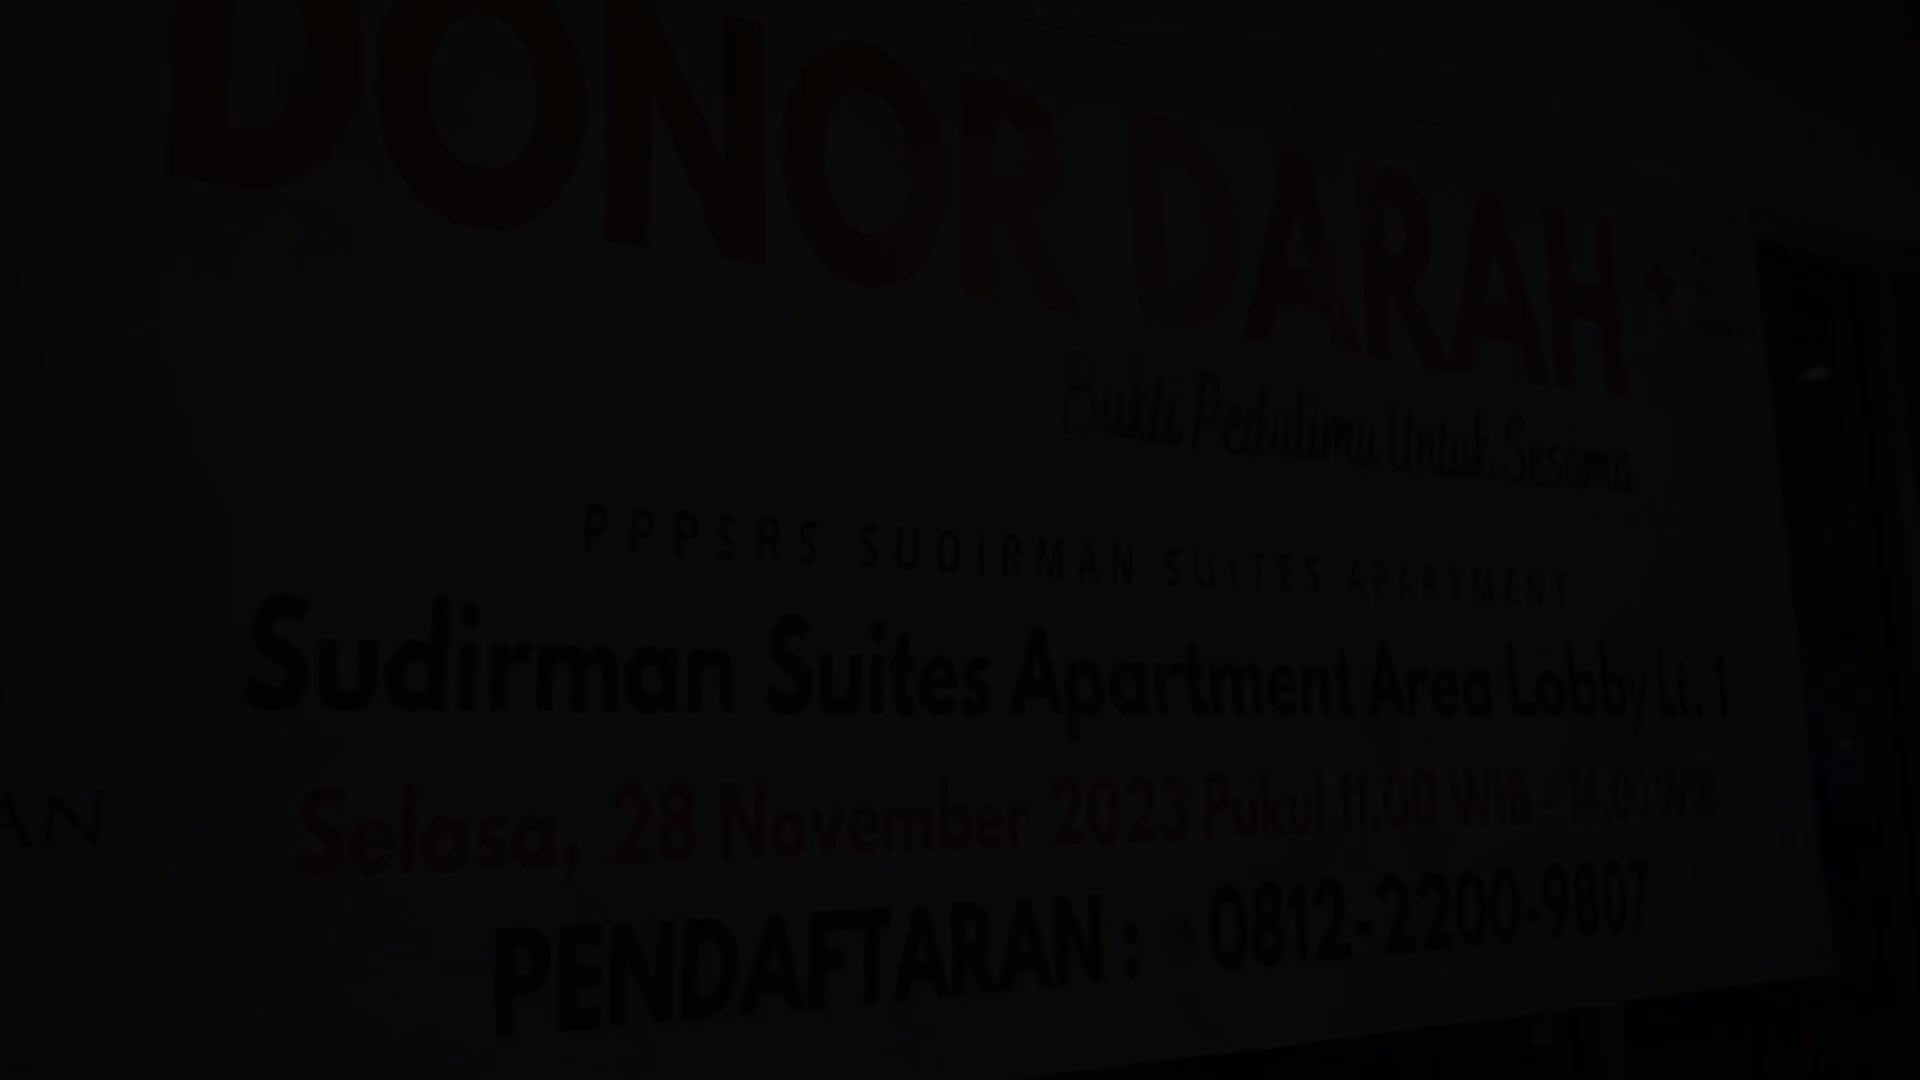 DONOR DARAH
Bukti Pedulimu Untuk Sesama
PPPSRS SUDIRMAN SUITES APARTMENT
Sudirman Suites Apartment Area Lobby Lt. 1
Selasa, 28 November 2023 Pukul 11.00 WIB - 14.00 WIB
PENDAFTARAN : 0812-2200-9807
AN